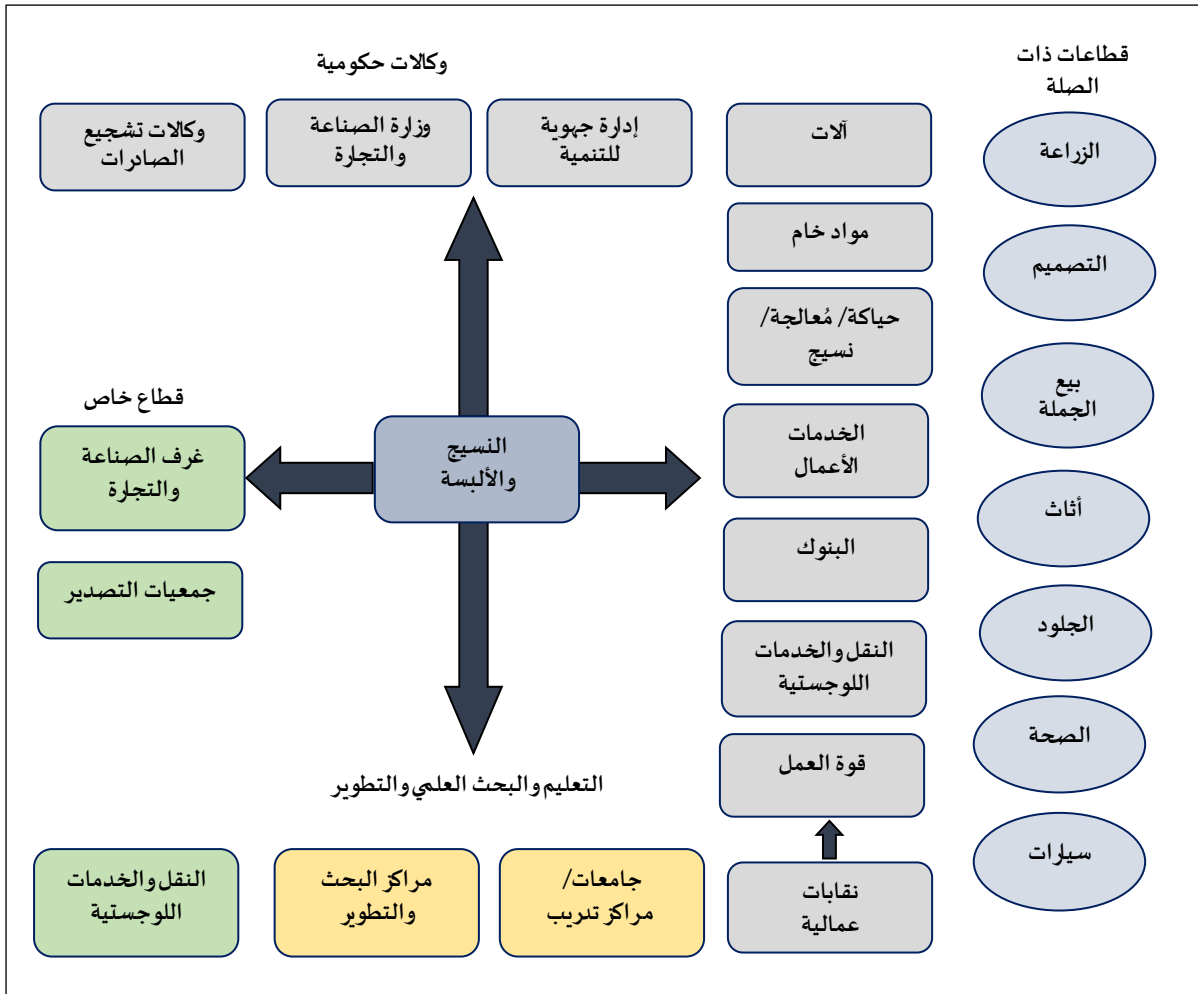 وكالات حكومية
قطاعات ذات
الصلة
إدارة جهوية
للتنمية
وزارة الصناعة
والتجارة
وكالات تشجيع
الصادرات
آلات
مواد خام
حياكة/ مُعالجة/
نسيج
الخدمات
الأعمال
البنوك
النقل والخدمات
اللوجستية
قوة العمل
نقابات
عمالية
الزراعة
التصميم
بيع
الجملة
أثاث
الجلود
الصحة
سيارات
النسيج
والألبسة
قطاع خاص
غرف الصناعة
والتجارة
جمعيات التصدير
التعليم والبحث العلمي والتطوير
جامعات/
مراكز تدريب
مراكز البحث
والتطوير
النقل والخدمات
اللوجستية